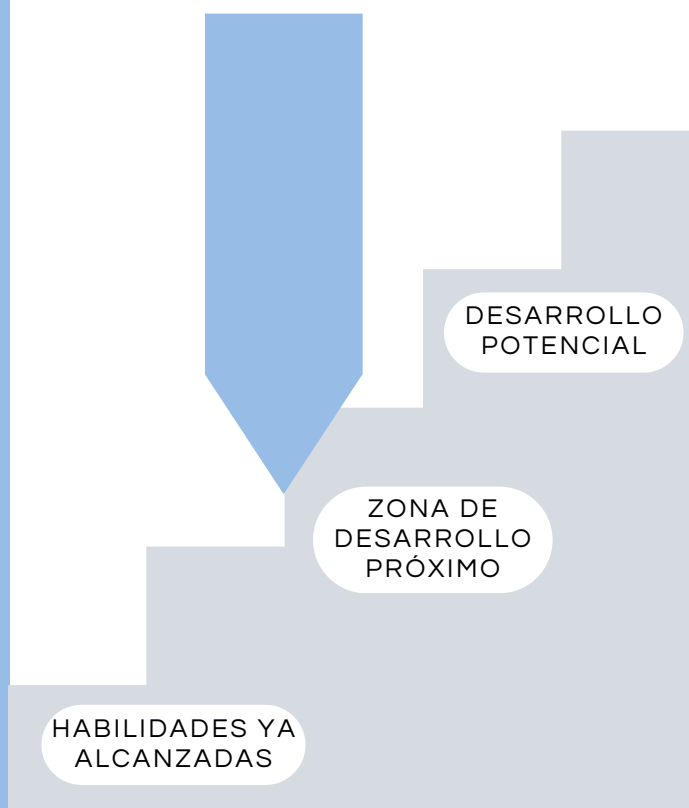 DESARROLLO
POTENCIAL
ZONA DE
DESARROLLO
PRÓXIMO
HABILIDADES YA
ALCANZADAS